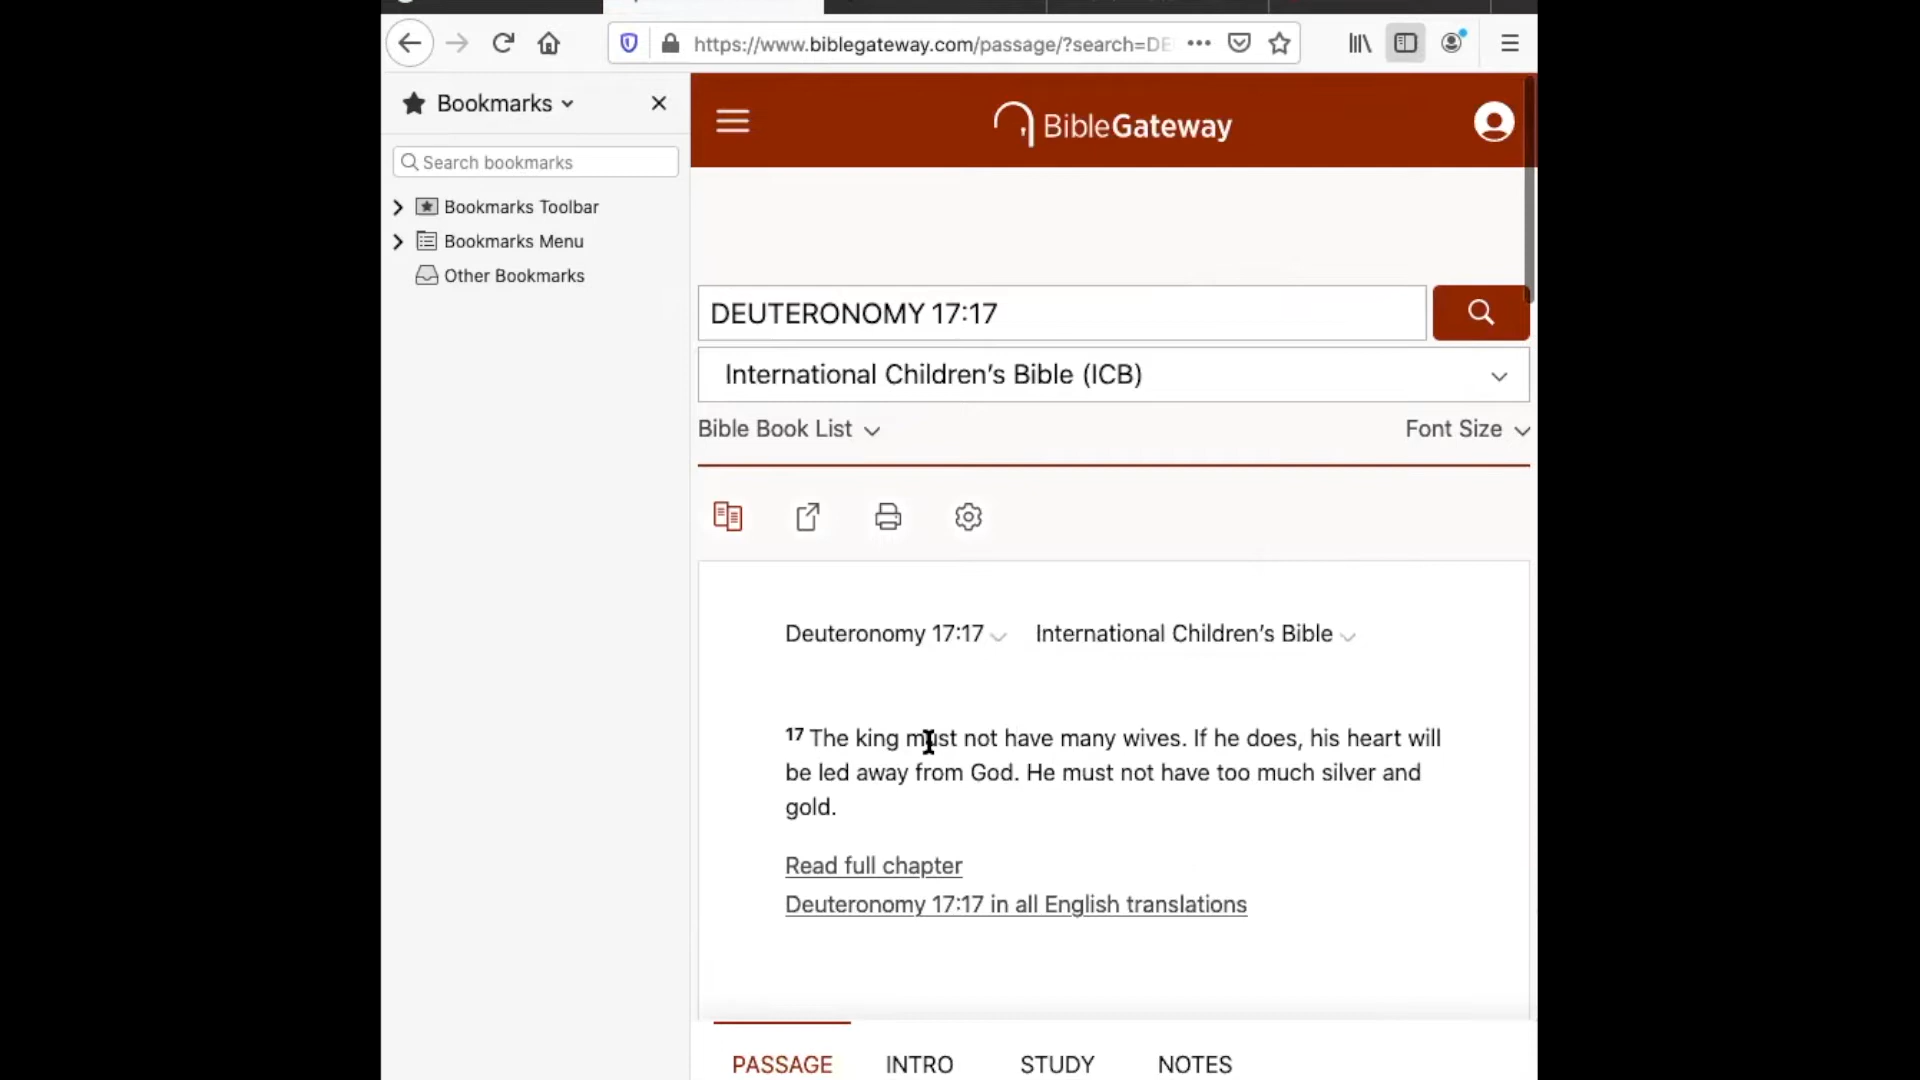 https://www.biblegateway.com/passage/?search=DE
Bookmarks
Search bookmarks
Bookmarks Toolbar
Bookmarks Menu
Other Bookmarks
BibleGateway
DEUTERONOMY 17:17
International Children's Bible (ICB)
Bible Book List
Font Size
Deuteronomy 17:17 International Children's Bible
17 The king must not have many wives. If he does, his heart will
be led away from God. He must not have too much silver and
gold.
Read full chapter
Deuteronomy 17:17 in all English translations
PASSAGE INTRO STUDY NOTES